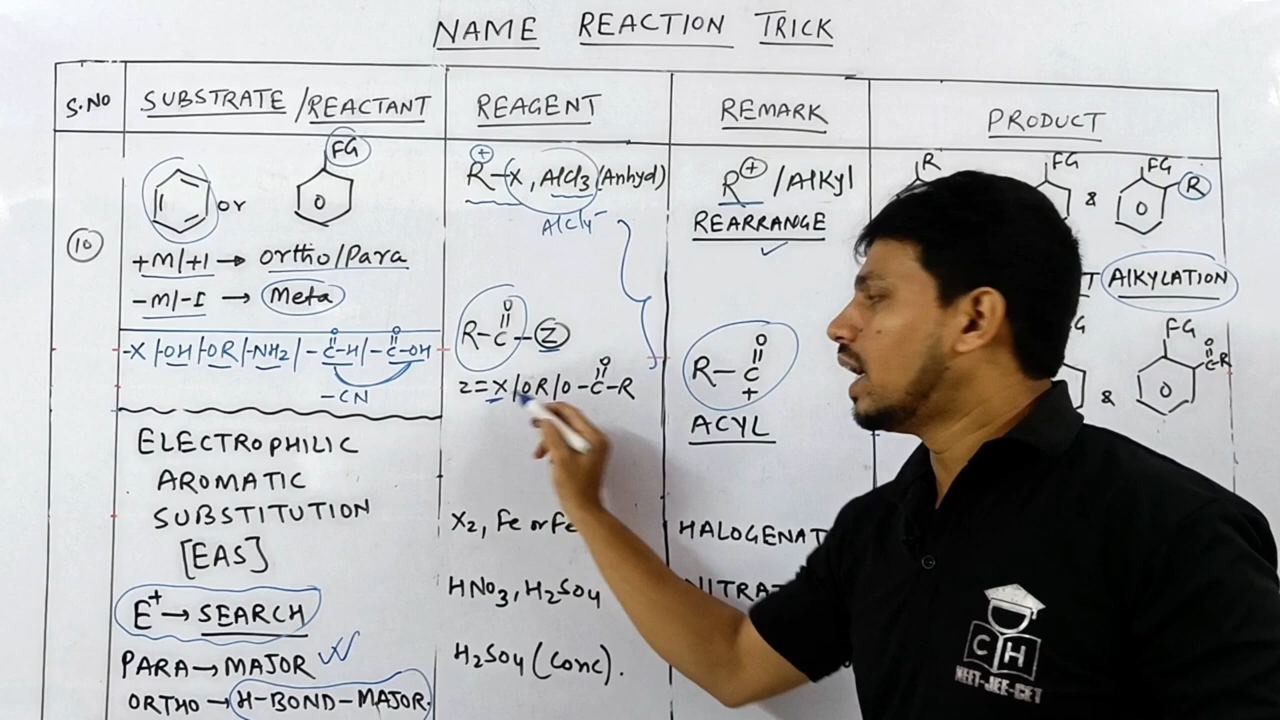 NAME REACTION TRICK
S.NO SUBSTRATE/REACTANT REAGENT REMARK PRODUCT
10
or
FG
O
+M/+I → ortho/Para
-M/-I → Meta
-X |-OH|-OR|-NH2| -C-H|-C-OH
O O
-CN
ELECTROPHILIC
AROMATIC
SUBSTITUTION
[EAS]
E+ → SEARCH
PARA → MAJOR
ORTHO → H-BOND-MAJOR.
+
R-X, AlCl3 (Anhyd)
AlCl4-
O
R-C-Z
Z=X|OR|O-C-R
O
X2, Fe or Fe
HNO3, H2SO4
H2SO4 (Conc).
R+/Alkyl
REARRANGE
O
R-C
+
ACYL
HALOGENAT
NITRAT
R FG FG
& O R
T ALKYLATION
G FG
O
C-R
& O
C H
NEET-JEE-CET